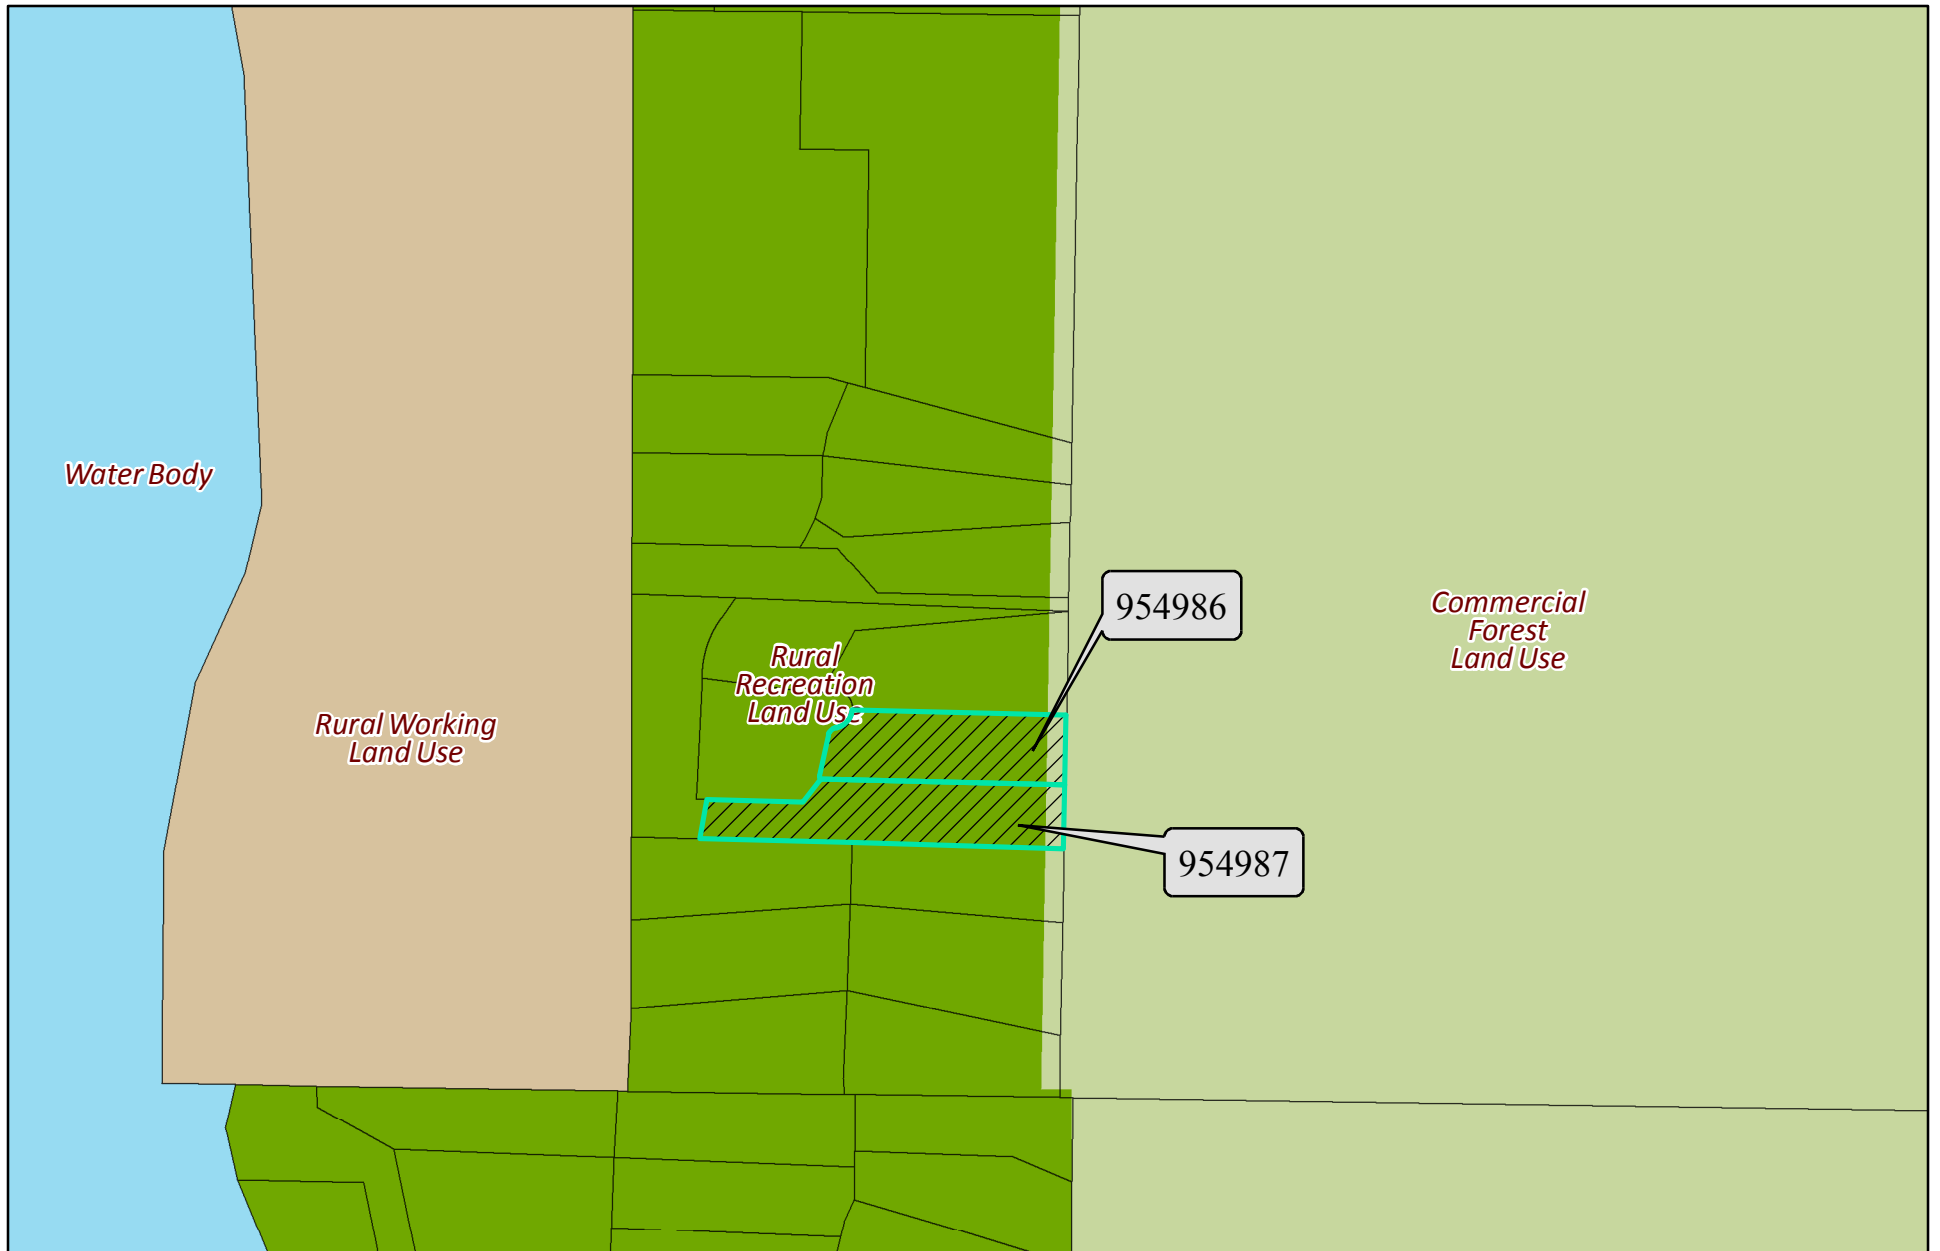 Water Body
954986
Commercial
Forest
Land Use
Rural
Recreation
Land Use
Rural Working
Land Use
954987